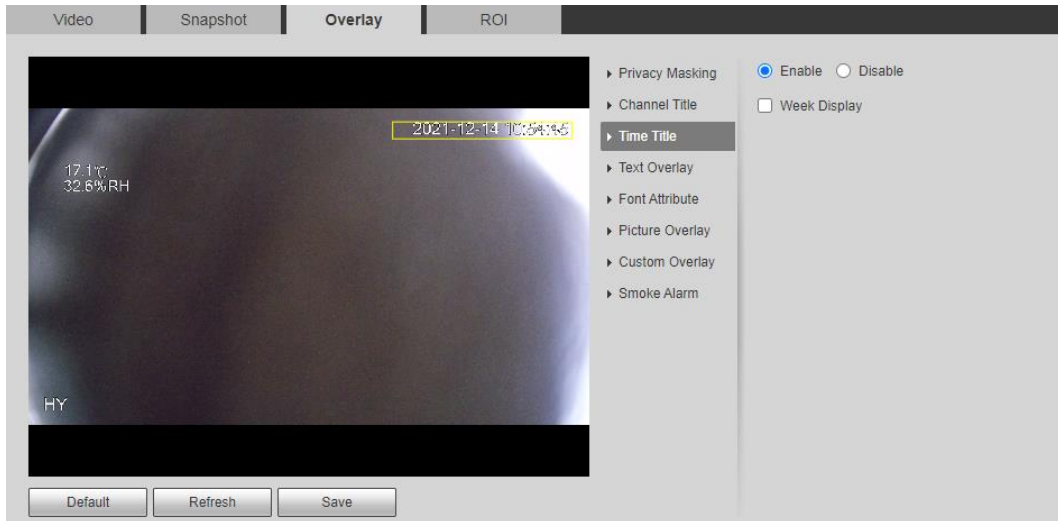 Video Snapshot Overlay ROI
2021-12-14
17.1℃
32.6%RH
HY
Privacy Masking
Channel Title
Time Title
Text Overlay
Font Attribute
Picture Overlay
Custom Overlay
Smoke Alarm
Enable Disable
Week Display
Default Refresh Save